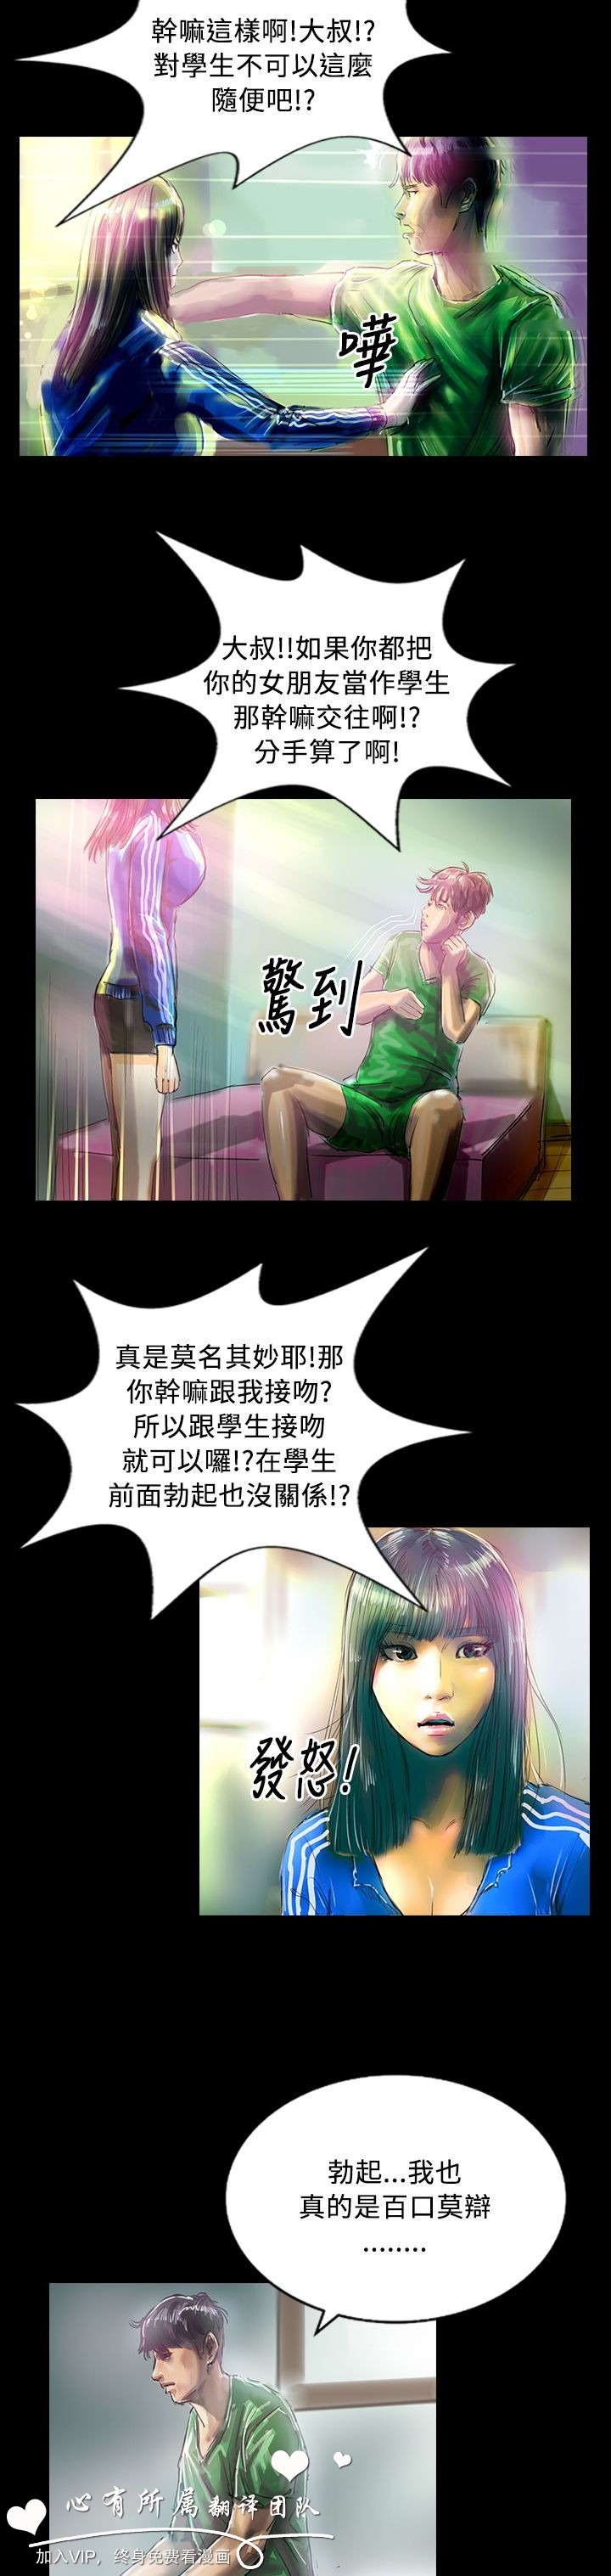 幹嘛這樣啊!大叔!?
對學生不可以這麼
隨便吧!?
嘩
大叔!!如果你都把
你的女朋友當作學生
那幹嘛交往啊!?
分手算了啊!
驚到
真是莫名其妙耶!那
你幹嘛跟我接吻?
所以跟學生接吻
就可以囉!?在學生
前面勃起也沒關係!?
發怒!
勃起...我也
真的是百口莫辯
........
心有所属翻译团队
加入VIP，终身免费看漫画